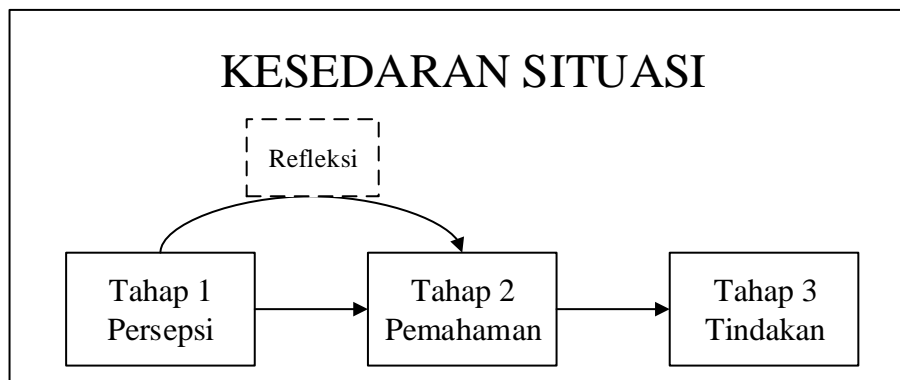 KESEDARAN SITUASI
Refleksi
Tahap 1
Persepsi
Tahap 2
Pemahaman
Tahap 3
Tindakan